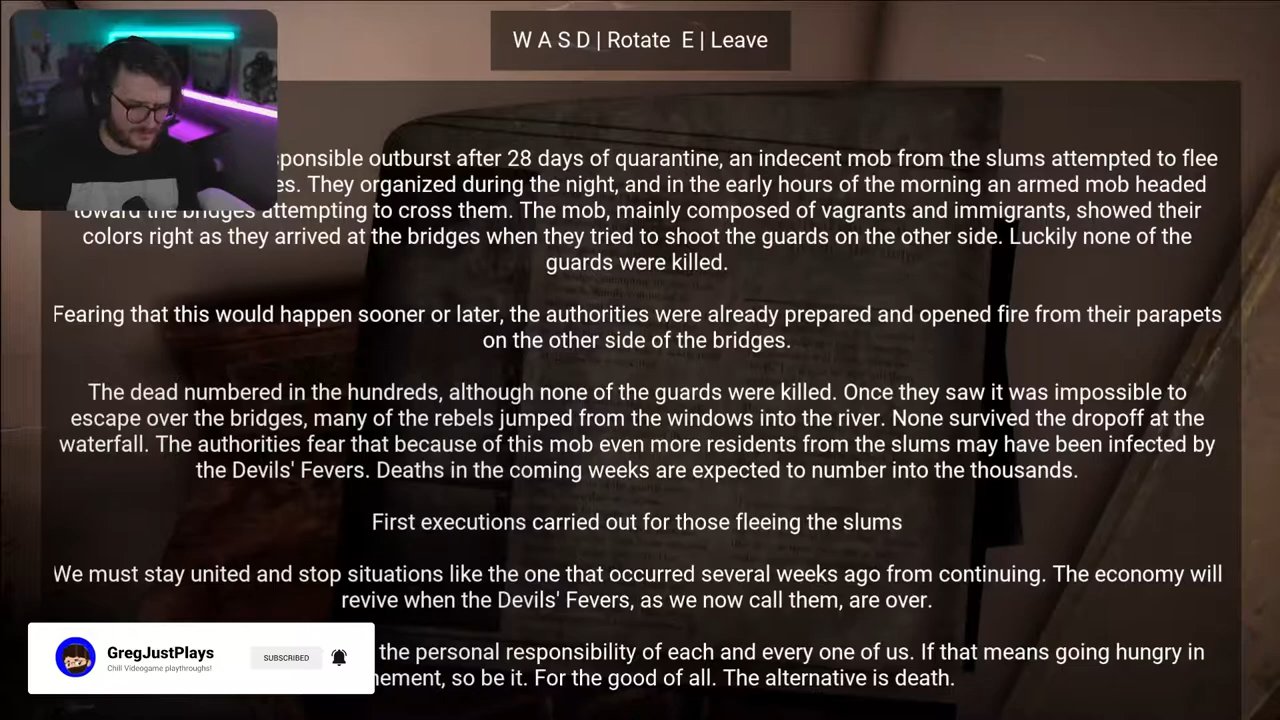 W A S D | Rotate E | Leave
outburst after 28 days of quarantine, an indecent mob from the slums attempted to flee
They organized during the night, and in the early hours of the morning an armed mob headed
toward the bridges attempting to cross them. The mob, mainly composed of vagrants and immigrants, showed their
colors right as they arrived at the bridges when they tried to shoot the guards on the other side. Luckily none of the
guards were killed.
Fearing that this would happen sooner or later, the authorities were already prepared and opened fire from their parapets
on the other side of the bridges.
The dead numbered in the hundreds, although none of the guards were killed. Once they saw it was impossible to
escape over the bridges, many of the rebels jumped from the windows into the river. None survived the dropoff at the
waterfall. The authorities fear that because of this mob even more residents from the slums may have been infected by
the Devils' Fevers. Deaths in the coming weeks are expected to number into the thousands.
First executions carried out for those fleeing the slums
We must stay united and stop situations like the one that occurred several weeks ago from continuing. The economy will
revive when the Devils' Fevers, as we now call them, are over.
the personal responsibility of each and every one of us. If that means going hungry in
so be it. For the good of all. The alternative is death.
GregJustPlays
Chill Videogame playthroughs!
SUBSCRIBED